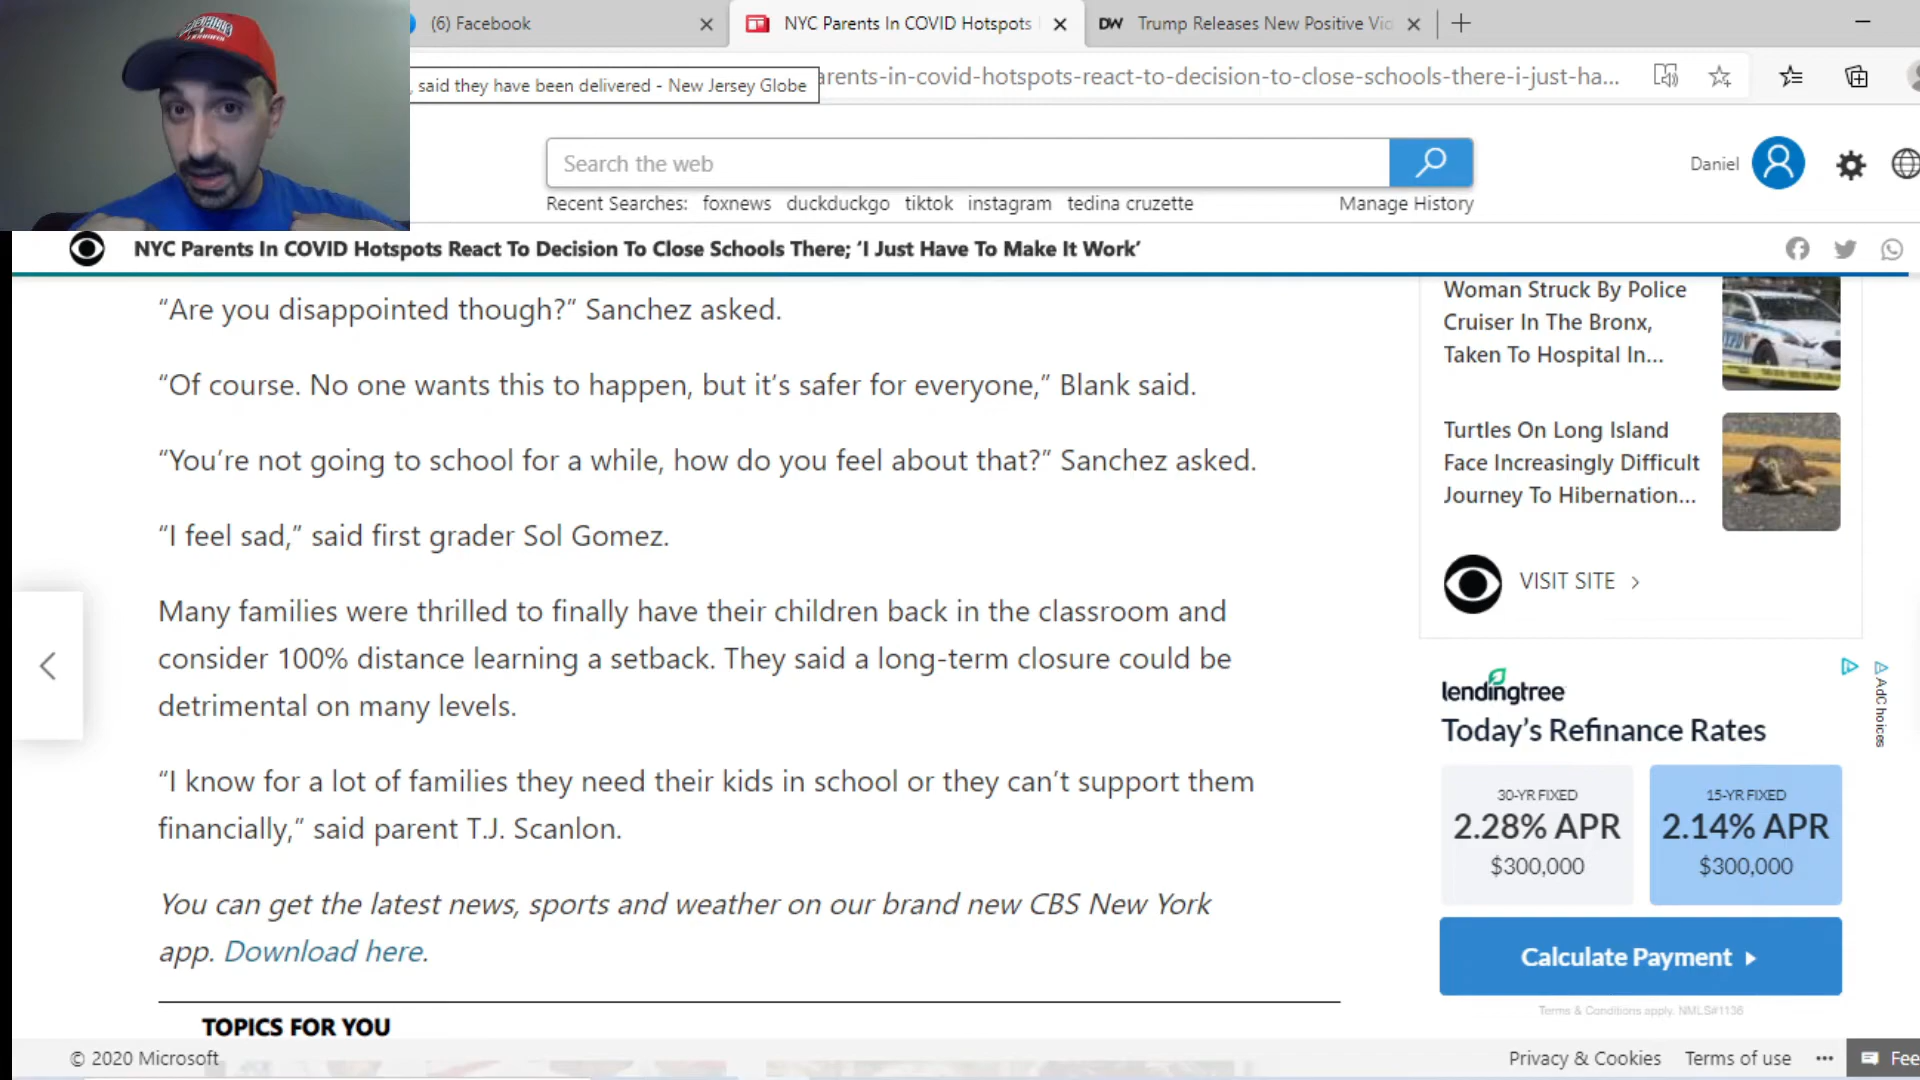 (6) Facebook
NYC Parents In COVID Hotspots
DW Trump Releases New Positive Vid
said they have been delivered - New Jersey Globe
arents-in-covid-hotspots-react-to-decision-to-close-schools-there-i-just-ha...
Search the web
Daniel
Recent Searches: foxnews duckduckgo tiktok instagram tedina cruzette
Manage History
NYC Parents In COVID Hotspots React To Decision To Close Schools There; ‘I Just Have To Make It Work’
“Are you disappointed though?” Sanchez asked.
“Of course. No one wants this to happen, but it’s safer for everyone,” Blank said.
“You’re not going to school for a while, how do you feel about that?” Sanchez asked.
“I feel sad,” said first grader Sol Gomez.
Many families were thrilled to finally have their children back in the classroom and
consider 100% distance learning a setback. They said a long-term closure could be
detrimental on many levels.
“I know for a lot of families they need their kids in school or they can’t support them
financially,” said parent T.J. Scanlon.
You can get the latest news, sports and weather on our brand new CBS New York
app. Download here.
TOPICS FOR YOU
Woman Struck By Police
Cruiser In The Bronx,
Taken To Hospital In...
Turtles On Long Island
Face Increasingly Difficult
Journey To Hibernation...
VISIT SITE
lendingtree
AdChoices
Today’s Refinance Rates
30-YR FIXED
2.28% APR
$300,000
15-YR FIXED
2.14% APR
$300,000
Calculate Payment
Terms & Conditions apply. NMLS#1136
© 2020 Microsoft
Privacy & Cookies
Terms of use
...
Fee